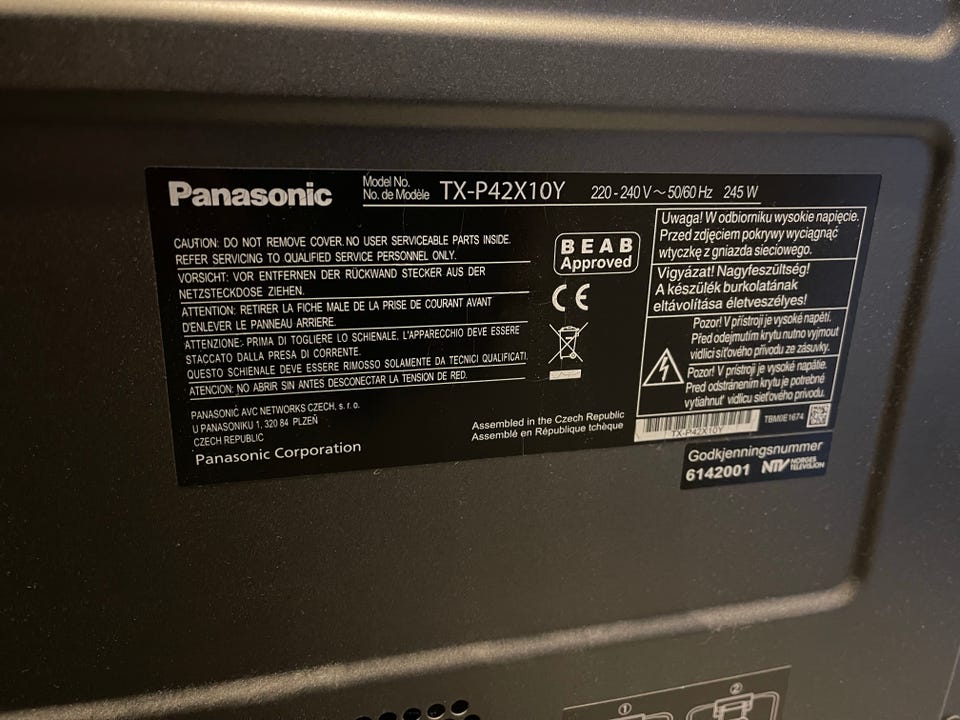 Panasonic
Model No.
No. de Modèle
TX-P42X10Y
220 - 240 V ~ 50/60 Hz 245 W
CAUTION: DO NOT REMOVE COVER. NO USER SERVICEABLE PARTS INSIDE.
REFER SERVICING TO QUALIFIED SERVICE PERSONNEL ONLY.
VORSICHT: VOR ENTFERNEN DER RÜCKWAND STECKER AUS DER
NETZSTECKDOSE ZIEHEN.
ATTENTION: RETIRER LA FICHE MALE DE LA PRISE DE COURANT AVANT
D'ENLEVER LE PANNEAU ARRIERE.
ATTENZIONE: PRIMA DI TOGLIERE LO SCHIENALE. L'APPARECCHIO DEVE ESSERE
STACCATO DALLA PRESA DI CORRENTE.
QUESTO SCHIENALE DEVE ESSERE RIMOSSO SOLAMENTE DA TECNICI QUALIFICATI.
ATENCION: NO ABRIR SIN ANTES DESCONECTAR LA TENSION DE RED.
PANASONIC AVC NETWORKS CZECH, s. r. o.
U PANASONIKU 1, 320 84 PLZEŇ
CZECH REPUBLIC
Panasonic Corporation
BEAB
Approved
CE
Assembled in the Czech Republic
Assemblé en République tchèque
Uwaga! W odbiorniku wysokie napięcie.
Przed zdjęciem pokrywy wyciągnąć
wtyczkę z gniazda sieciowego.
Vigyázat! Nagyfeszültség!
A készülék burkolatának
eltávolítása életveszélyes!
Pozor! V přístroji je vysoké napětí.
Před odejmutím krytu nutno vyjmout
vidlici síťového přívodu ze zásuvky.
Pozor! V prístroji je vysoké napätie.
Pred odstránením krytu je potrebné
vytiahnuť vidlicu sieťového prívodu.
TX-P42X10Y
TBM0E1674
Godkjenningsnummer
6142001 NTV NORGES
TELEVISJON
1
2